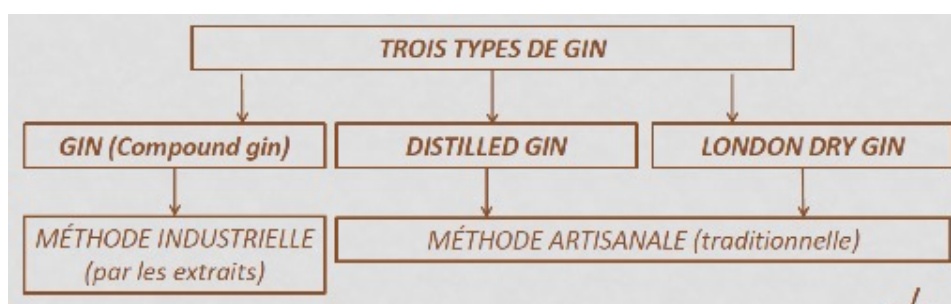 TROIS TYPES DE GIN
GIN (Compound gin)
DISTILLED GIN
LONDON DRY GIN
MÉTHODE INDUSTRIELLE
(par les extraits)
MÉTHODE ARTISANALE (traditionnelle)